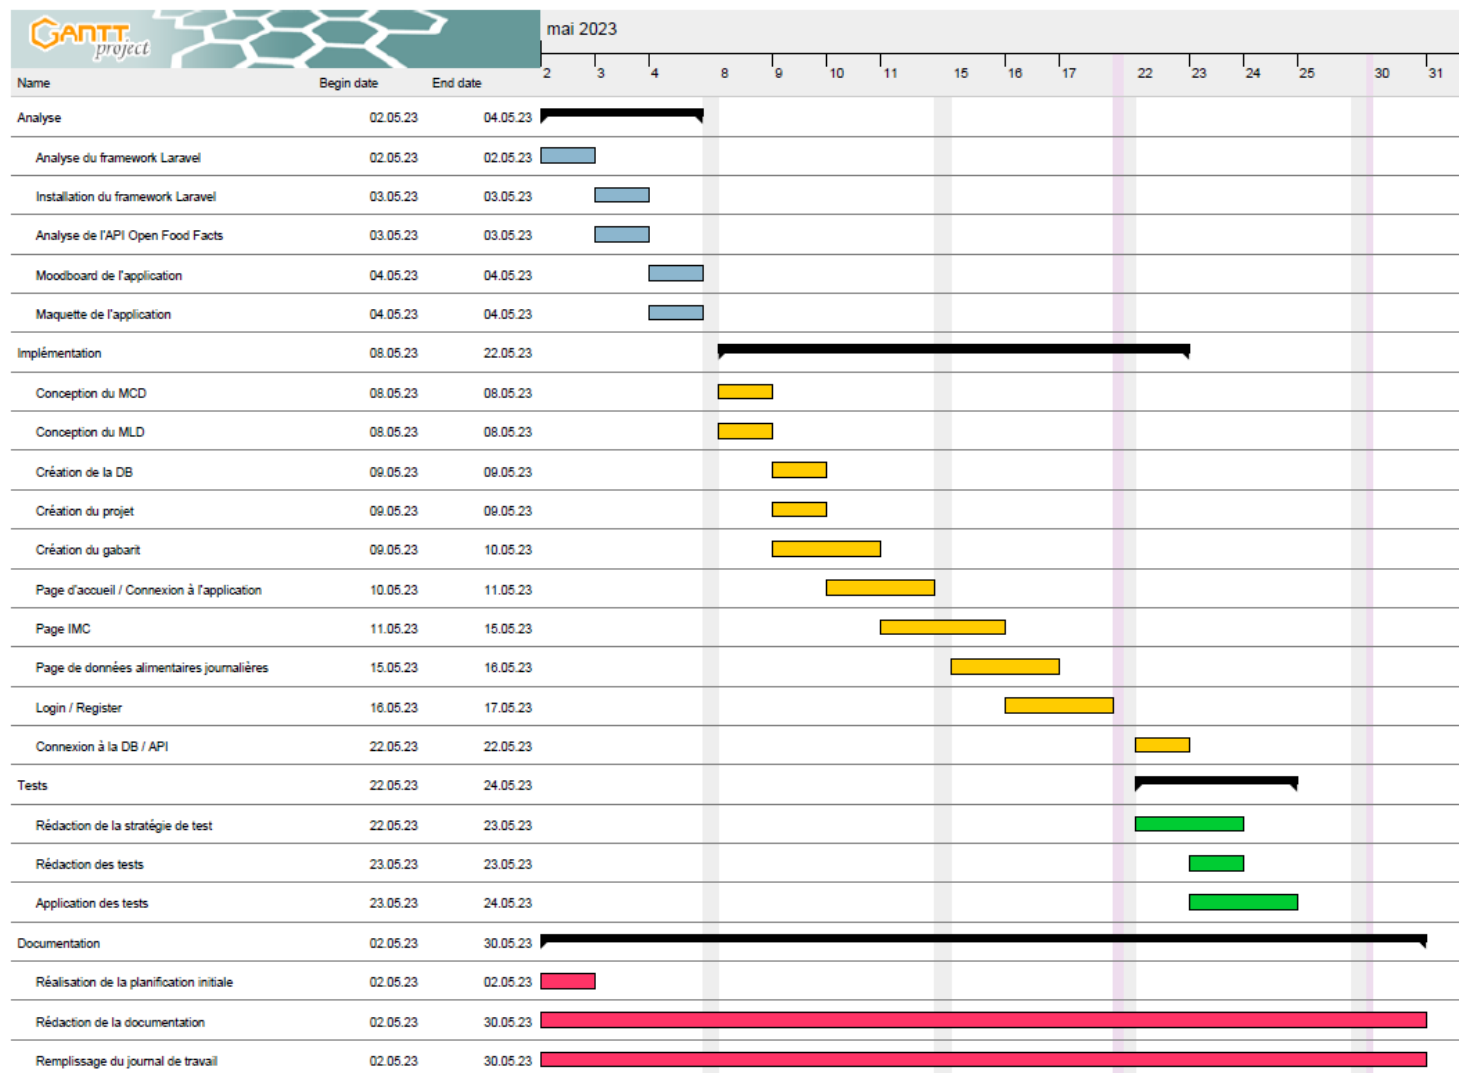 GANTT project
mai 2023
2 3 4 8 9 10 11 15 16 17 22 23 24 25 30 31
Name Begin date End date
Analyse 02.05.23 04.05.23
Analyse du framework Laravel 02.05.23 02.05.23
Installation du framework Laravel 03.05.23 03.05.23
Analyse de l'API Open Food Facts 03.05.23 03.05.23
Moodboard de l'application 04.05.23 04.05.23
Maquette de l'application 04.05.23 04.05.23
Implémentation 08.05.23 22.05.23
Conception du MCD 08.05.23 08.05.23
Conception du MLD 08.05.23 08.05.23
Création de la DB 09.05.23 09.05.23
Création du projet 09.05.23 09.05.23
Création du gabarit 09.05.23 10.05.23
Page d'accueil / Connexion à l'application 10.05.23 11.05.23
Page IMC 11.05.23 15.05.23
Page de données alimentaires journalières 15.05.23 16.05.23
Login / Register 16.05.23 17.05.23
Connexion à la DB / API 22.05.23 22.05.23
Tests 22.05.23 24.05.23
Rédaction de la stratégie de test 22.05.23 23.05.23
Rédaction des tests 23.05.23 23.05.23
Application des tests 23.05.23 24.05.23
Documentation 02.05.23 30.05.23
Réalisation de la planification initiale 02.05.23 02.05.23
Rédaction de la documentation 02.05.23 30.05.23
Remplissage du journal de travail 02.05.23 30.05.23